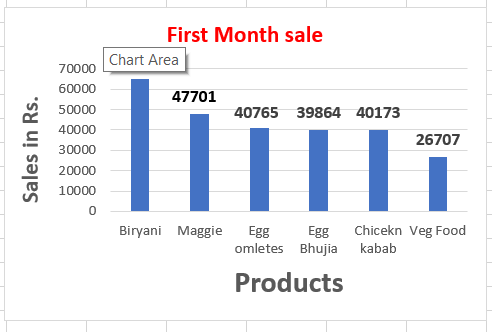 First Month sale
Chart Area
70000
60000
50000
40000
30000
20000
10000
0
47701
40765
39864
40173
26707
Sales in Rs.
Biryani
Maggie
Egg
omletes
Egg
Bhujia
Chicekn
kabab
Veg Food
Products